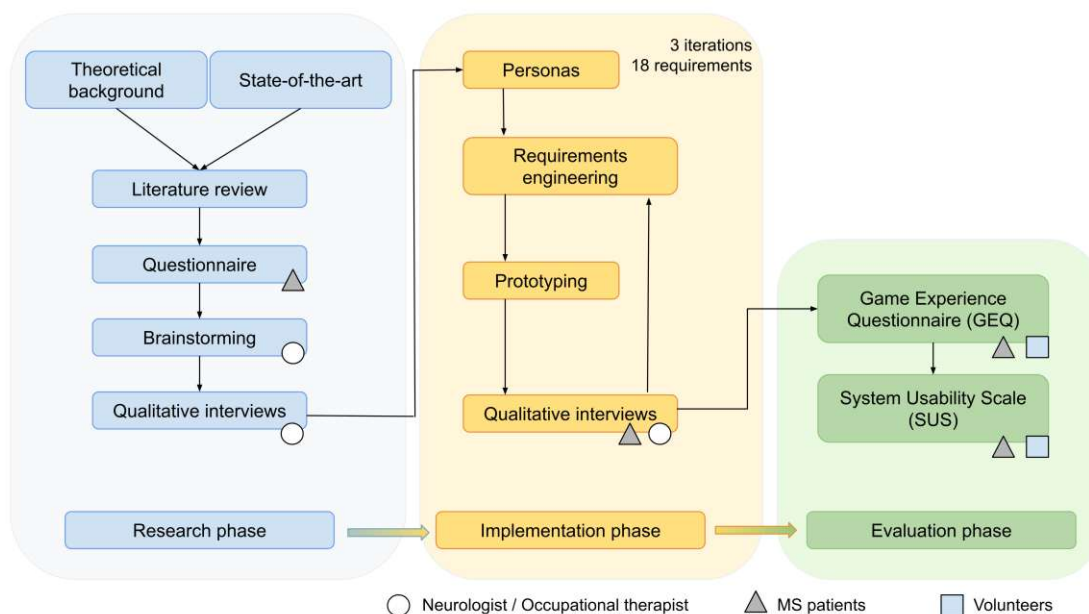 Theoretical
background
State-of-the-art
Literature review
Questionnaire
Brainstorming
Qualitative interviews
Research phase
3 iterations
18 requirements
Personas
Requirements
engineering
Prototyping
Qualitative interviews
Implementation phase
Game Experience
Questionnaire (GEQ)
System Usability Scale
(SUS)
Evaluation phase
Neurologist / Occupational therapist
MS patients
Volunteers